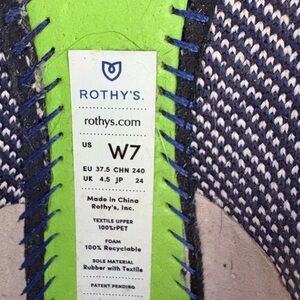 ROTHY'S.
rothys.com
US W7
EU 37.5 CHN 240
UK 4.5 JP 24
Made in China
Rothy's, Inc.
TEXTILE UPPER
100% rPET
FOAM
100% Recyclable
SOLE MATERIAL
Rubber with Textile
PATENT PENDING